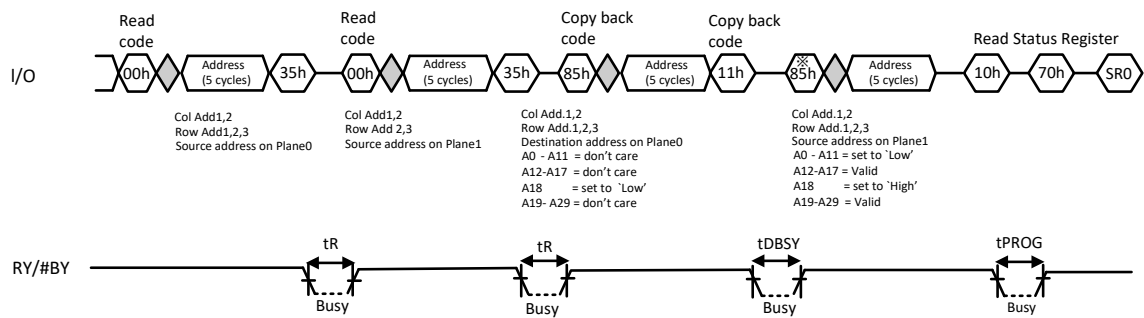 Read
code
Read
code
Copy back
code
Copy back
code
Read Status Register
I/O
00h
Address
(5 cycles)
35h
00h
Address
(5 cycles)
35h
85h
Address
(5 cycles)
11h
※
85h
Address
(5 cycles)
10h
70h
SR0
Col Add1,2
Row Add1,2,3
Source address on Plane0
Col Add1,2
Row Add 2,3
Source address on Plane1
Col Add.1,2
Row Add.1,2,3
Destination address on Plane0
A0 - A11 = don't care
A12-A17 = don't care
A18 = set to `Low'
A19- A29 = don't care
Col Add.1,2
Row Add.1,2,3
Source address on Plane1
A0 - A11 = set to `Low'
A12-A17 = Valid
A18 = set to `High'
A19-A29 = Valid
RY/#BY
tR
Busy
tR
Busy
tDBSY
Busy
tPROG
Busy